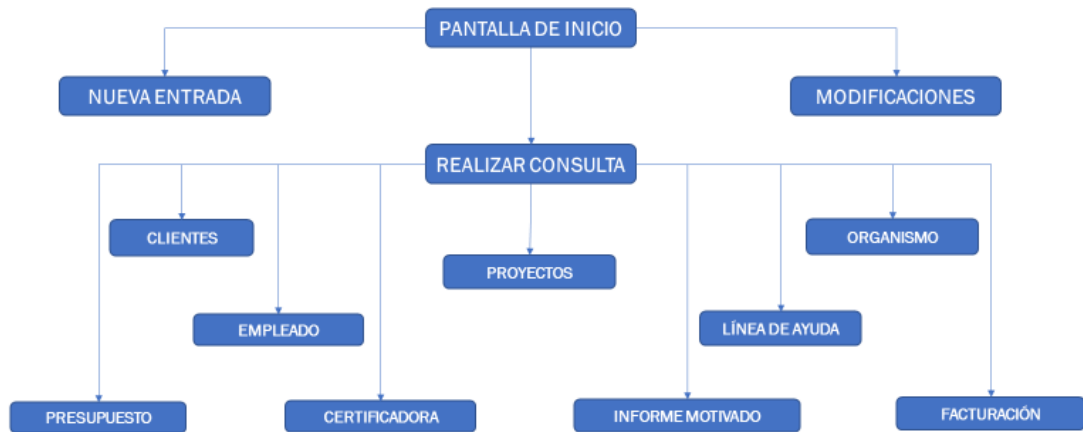 PANTALLA DE INICIO
NUEVA ENTRADA
MODIFICACIONES
REALIZAR CONSULTA
CLIENTES
ORGANISMO
PROYECTOS
EMPLEADO
LÍNEA DE AYUDA
PRESUPUESTO
CERTIFICADORA
INFORME MOTIVADO
FACTURACIÓN